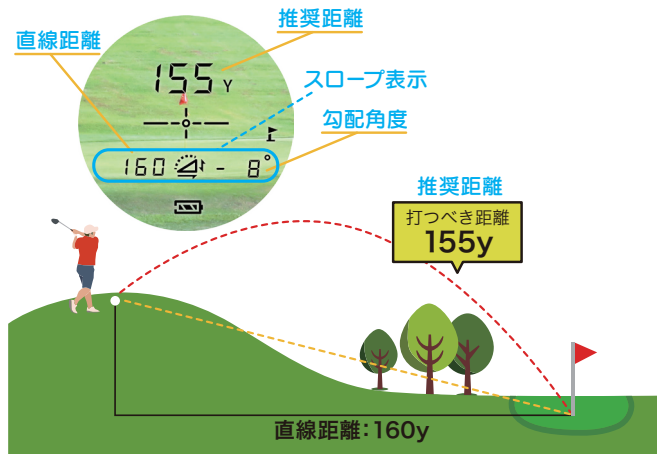 推奨距離
直線距離
155Y
スロープ表示
勾配角度
160 - 8°
推奨距離
打つべき距離
155y
直線距離:160y